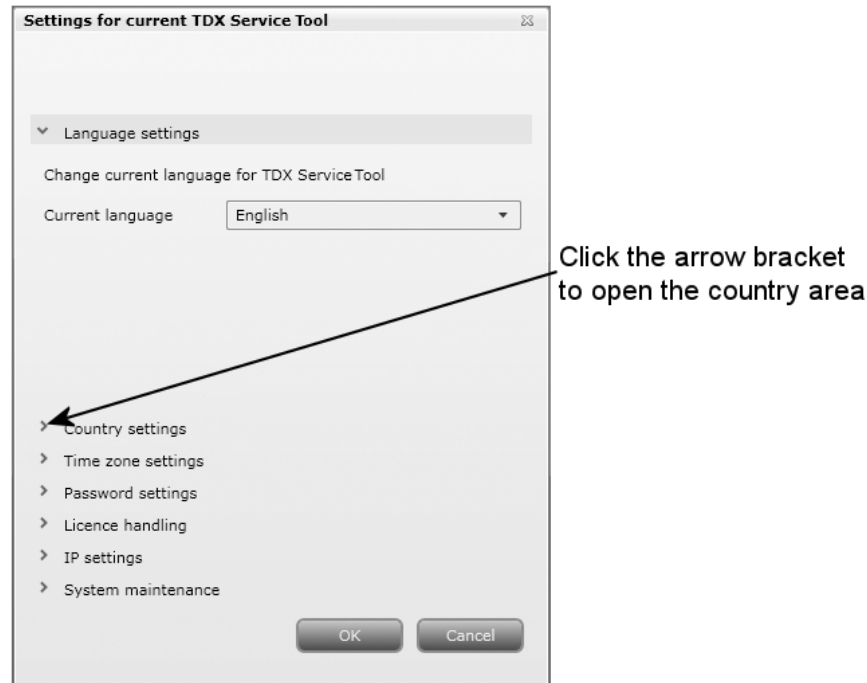 Settings for current TDX Service Tool
Language settings
Change current language for TDX Service Tool
Current language English
Click the arrow bracket
to open the country area
Country settings
Time zone settings
Password settings
Licence handling
IP settings
System maintenance
OK Cancel